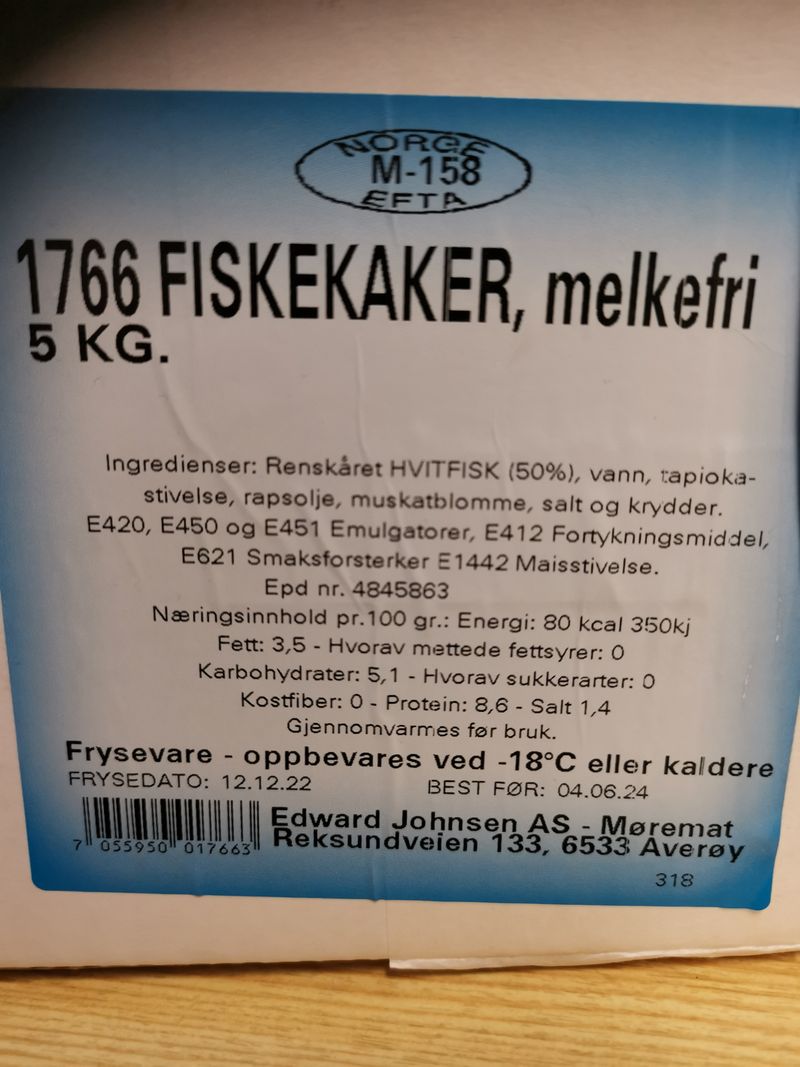 NORGE
M-158
EFTA
1766 FISKEKAKER, melkefri
5 KG.
Ingredienser: Renskåret HVITFISK (50%), vann, tapioka-
stivelse, rapsolje, muskatblomme, salt og krydder.
E420, E450 og E451 Emulgatorer, E412 Fortykningsmiddel,
E621 Smaksforsterker E1442 Maisstivelse.
Epd nr. 4845863
Næringsinnhold pr.100 gr.: Energi: 80 kcal 350kj
Fett: 3,5 - Hvorav mettede fettsyrer: 0
Karbohydrater: 5,1 - Hvorav sukkerarter: 0
Kostfiber: 0 - Protein: 8,6 - Salt 1,4
Gjennomvarmes før bruk.
Frysevare - oppbevares ved -18°C eller kaldere
FRYSEDATO: 12.12.22 BEST FØR: 04.06.24
Edward Johnsen AS - Møremat
Reksundveien 133, 6533 Averøy
7 055950 017663
318